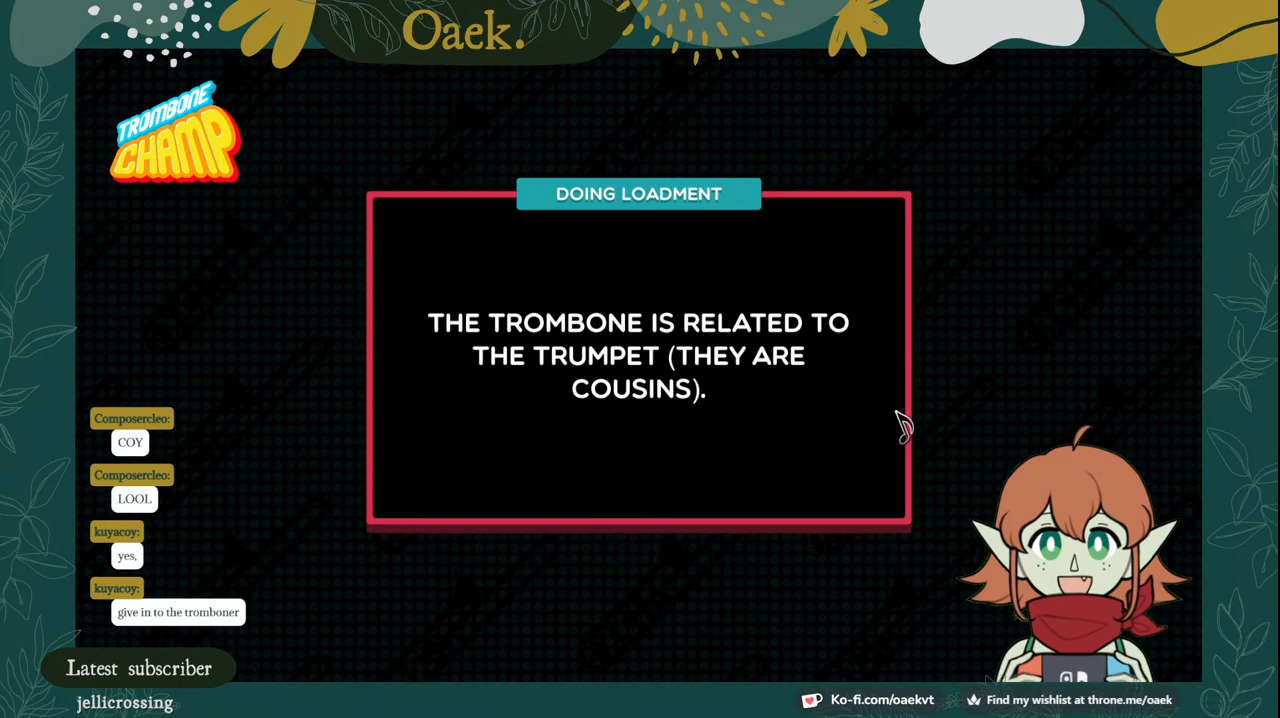 Oaek.
TROMBONE
CHAMP
DOING LOADMENT
THE TROMBONE IS RELATED TO
THE TRUMPET (THEY ARE
COUSINS).
Composercleo:
COY
Composercleo:
LOOL
kuyacoy:
yes,
kuyacoy:
give in to the tromboner
Latest subscriber
jellicrossing
Ko-fi.com/oaekvt
Find my wishlist at throne.me/oaek